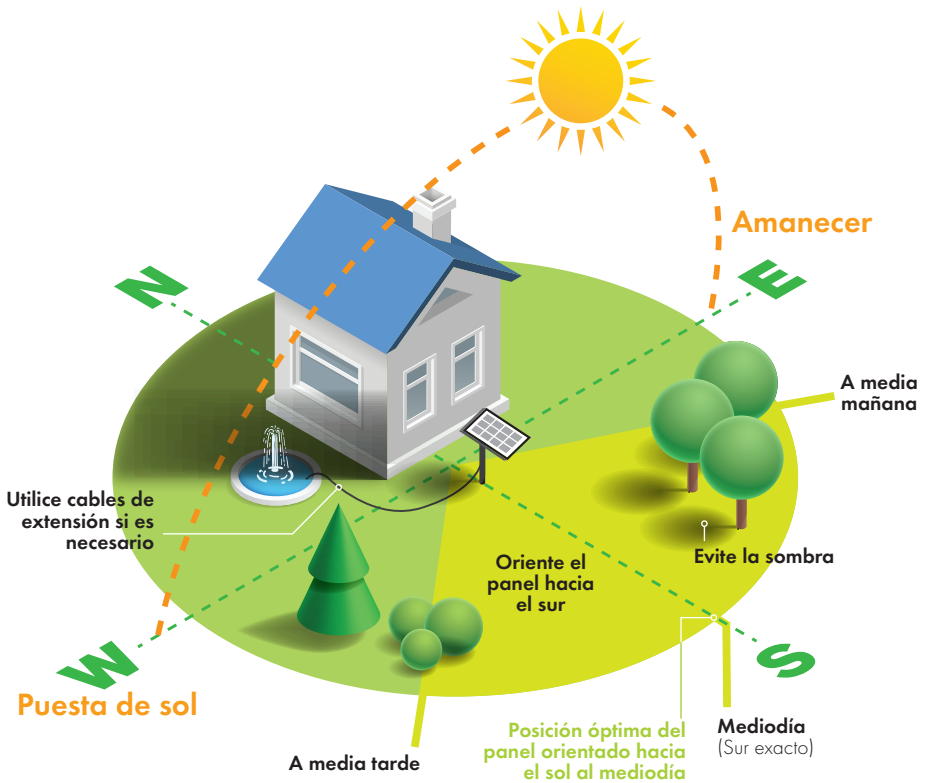 Amanecer
N
E
A media
mañana
Utilice cables de
extensión si es
necesario
Oriente el
panel hacia
el sur
Evite la sombra
W
S
Puesta de sol
Posición óptima del
panel orientado hacia
el sol al mediodía
Mediodía
(Sur exacto)
A media tarde